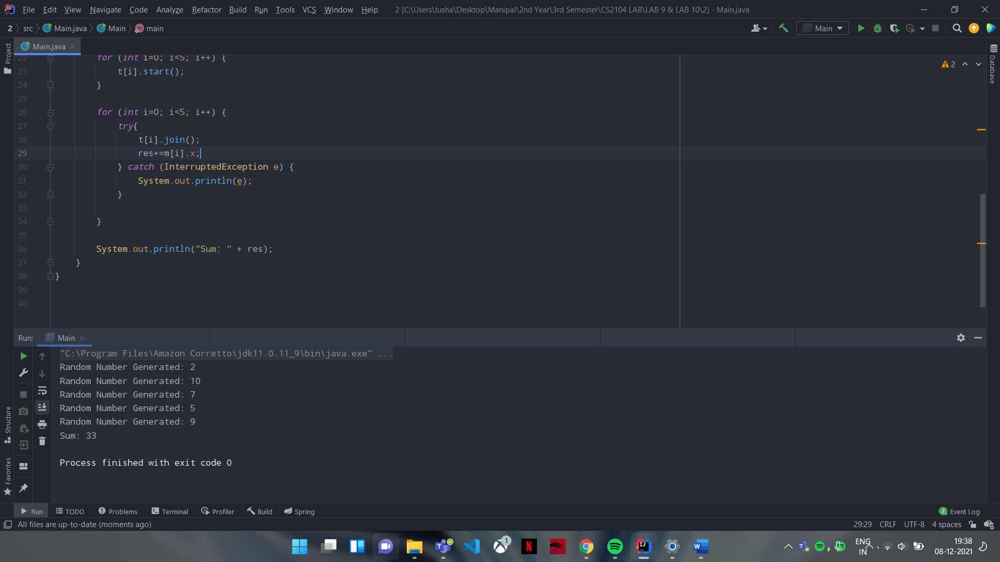 File Edit View Navigate Code Analyze Refactor Build Run Tools VCS Window Help 2 [C:\Users\tusha\Desktop\Manipal\2nd Year\3rd Semester\CS2104 LAB\LAB 9 & LAB 10\2] - Main.java
2 src Main.java Main main
Main
Project
Main.java
Database
22 for (int i=0; i<5; i++) {
2
23 t[i].start();
24 }
25
26 for (int i=0; i<5; i++) {
27 try{
28 t[i].join();
29 res+=m[i].x;
30 } catch (InterruptedException e) {
31 System.out.println(e);
32 }
33
34 }
35
36 System.out.println("Sum: " + res);
37 }
38 }
39
40
Run: Main
"C:\Program Files\Amazon Corretto\jdk11.0.11_9\bin\java.exe" ...
Random Number Generated: 2
Random Number Generated: 10
Random Number Generated: 7
Random Number Generated: 5
Random Number Generated: 9
Sum: 33
Process finished with exit code 0
Structure
Favorites
Run TODO Problems Terminal Profiler Build Spring 2 Event Log
All files are up-to-date (moments ago) 29:29 CRLF UTF-8 4 spaces
1
N
IJ
W
ENG
IN
19:38
08-12-2021